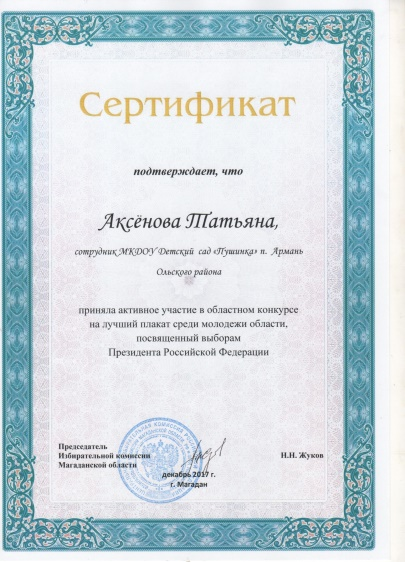 Сертификат
подтверждает, что
Аксёнова Татьяна,
сотрудник МКДОУ Детский сад «Пушинка» п. Армань
Ольского района
приняла активное участие в областном конкурсе
на лучший плакат среди молодежи области,
посвященный выборам
Президента Российской Федерации
Председатель
Избирательной комиссии
Магаданской области
Н.Н. Жуков
декабрь 2017 г.
г. Магадан